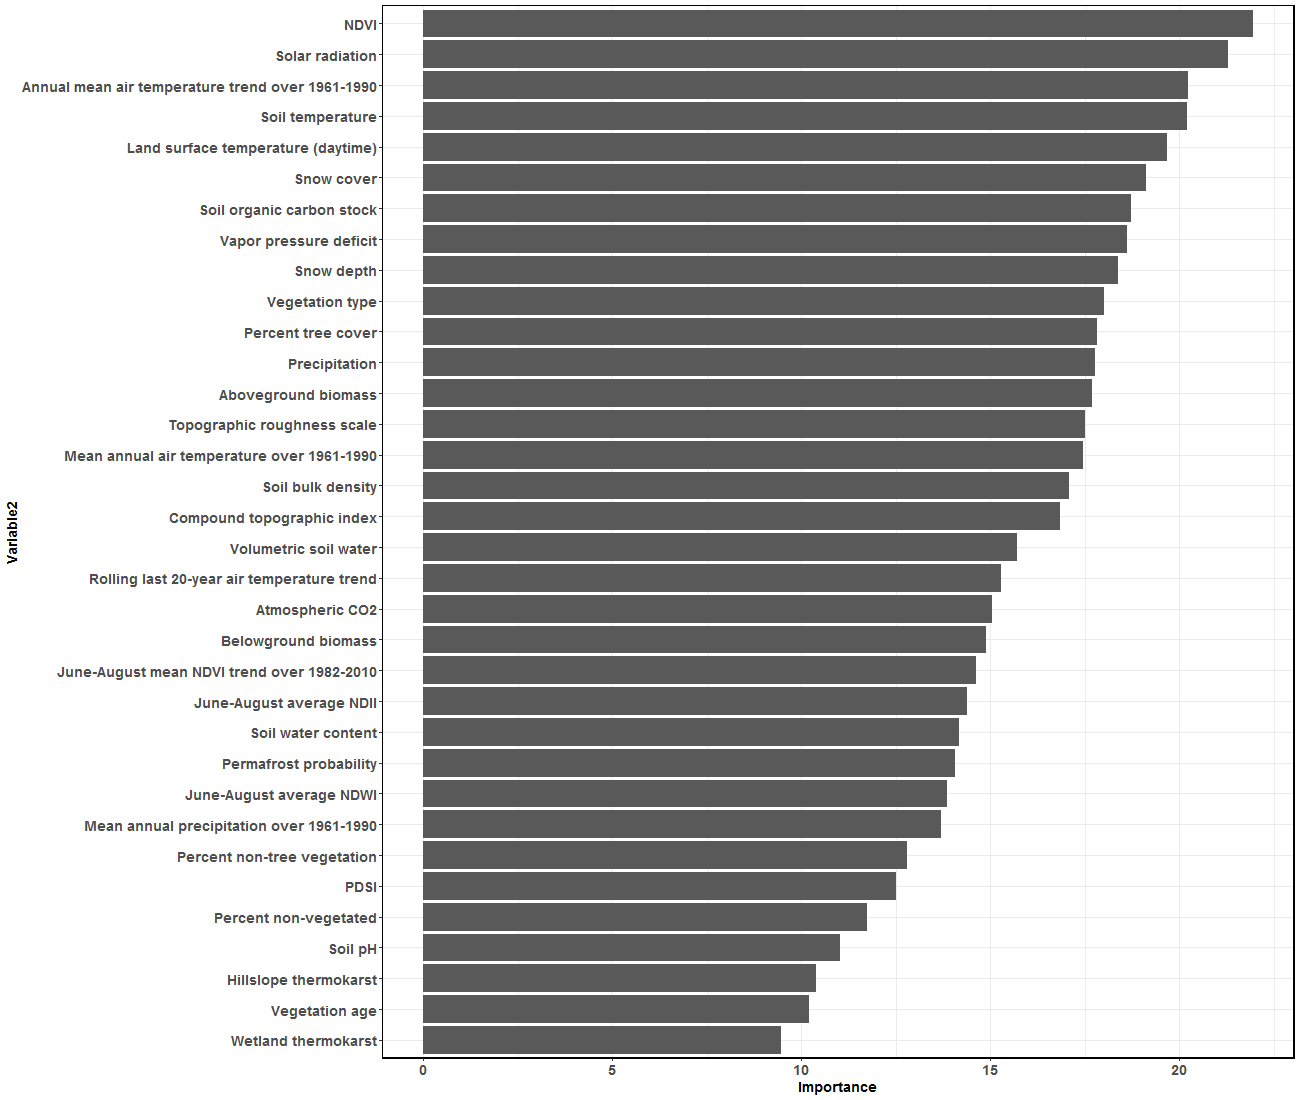 NDVI
Solar radiation
Annual mean air temperature trend over 1961-1990
Soil temperature
Land surface temperature (daytime)
Snow cover
Soil organic carbon stock
Vapor pressure deficit
Snow depth
Vegetation type
Percent tree cover
Precipitation
Aboveground biomass
Topographic roughness scale
Mean annual air temperature over 1961-1990
Soil bulk density
Compound topographic index
Volumetric soil water
Rolling last 20-year air temperature trend
Atmospheric CO2
Belowground biomass
June-August mean NDVI trend over 1982-2010
June-August average NDII
Soil water content
Permafrost probability
June-August average NDWI
Mean annual precipitation over 1961-1990
Percent non-tree vegetation
PDSI
Percent non-vegetated
Soil pH
Hillslope thermokarst
Vegetation age
Wetland thermokarst
Variable2
0 5 10 15 20
Importance